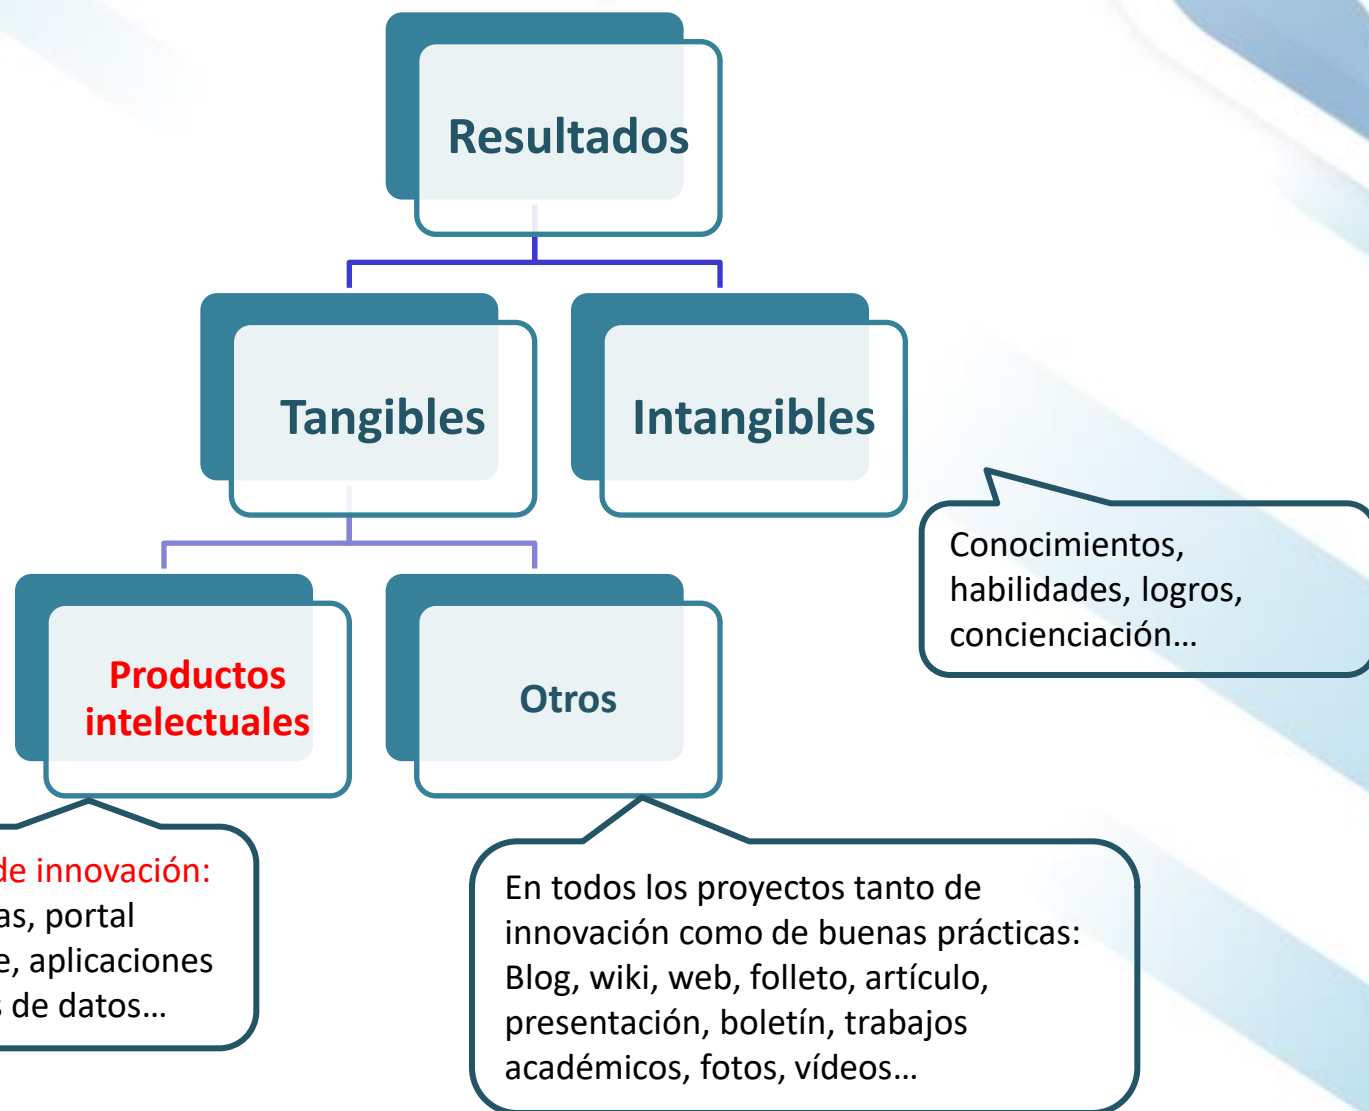 Resultados
Tangibles
Intangibles
Conocimientos,
habilidades, logros,
concienciación…
Productos
intelectuales
Otros
de innovación:
portal
aplicaciones
de datos…
En todos los proyectos tanto de
innovación como de buenas prácticas:
Blog, wiki, web, folleto, artículo,
presentación, boletín, trabajos
académicos, fotos, vídeos…